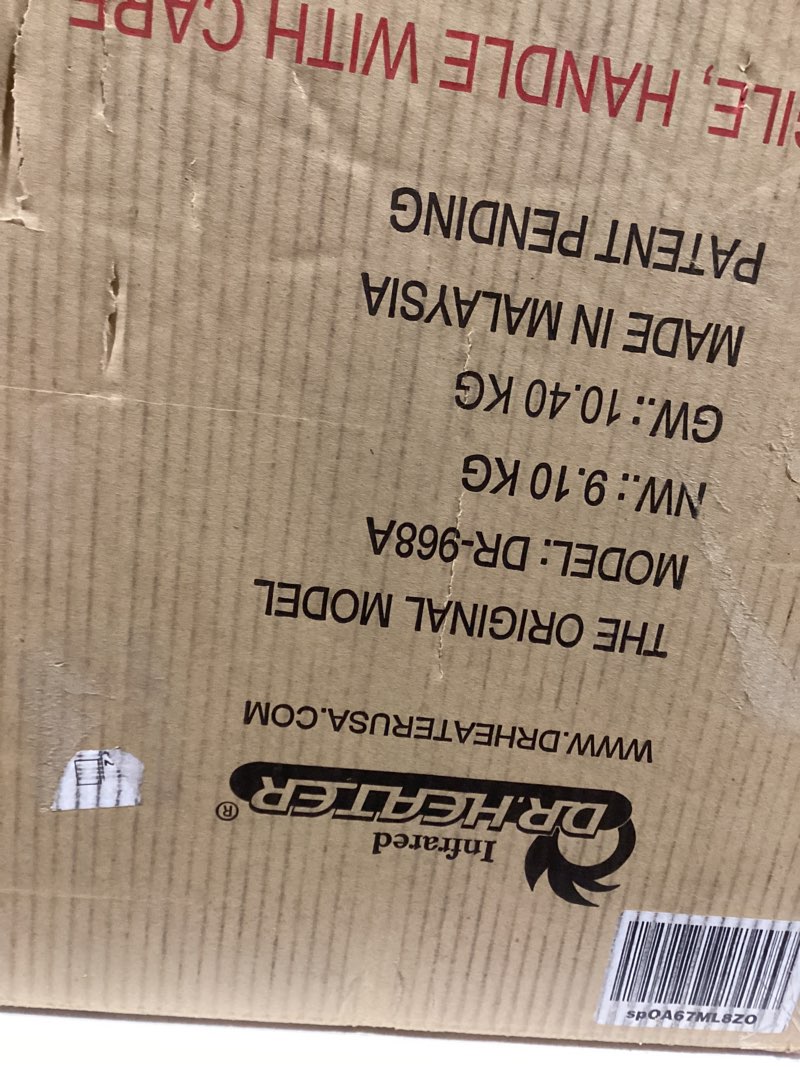 Infrared
DR.HEATER®
WWW.DRHEATERUSA.COM
THE ORIGINAL MODEL
MODEL: DR-968A
NW.: 9.10 KG
GW.: 10.40 KG
MADE IN MALAYSIA
PATENT PENDING
GILE, HANDLE WITH CARE
spOA67ML8ZO